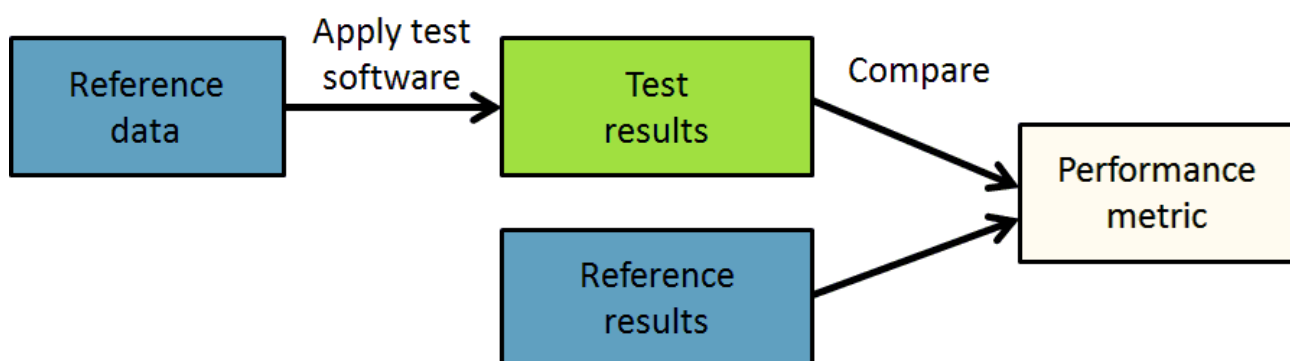 Reference
data
Apply test
software
Test
results
Compare
Reference
results
Performance
metric